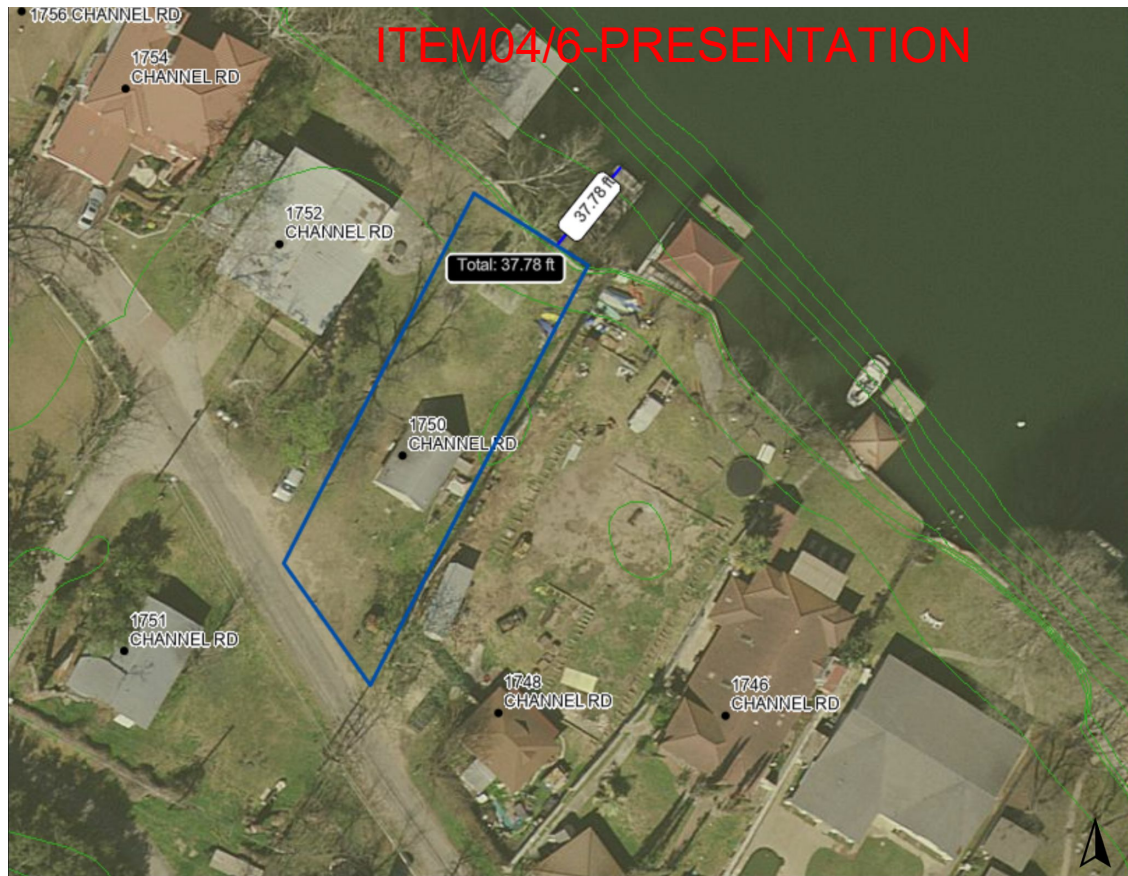 1756 CHANNEL RD
ITEM04/6-PRESENTATION
1754
CHANNEL RD
37.78 ft
1752
CHANNEL RD
Total: 37.78 ft
1750
CHANNEL RD
1751
CHANNEL RD
1748
CHANNEL RD
1746
CHANNEL RD